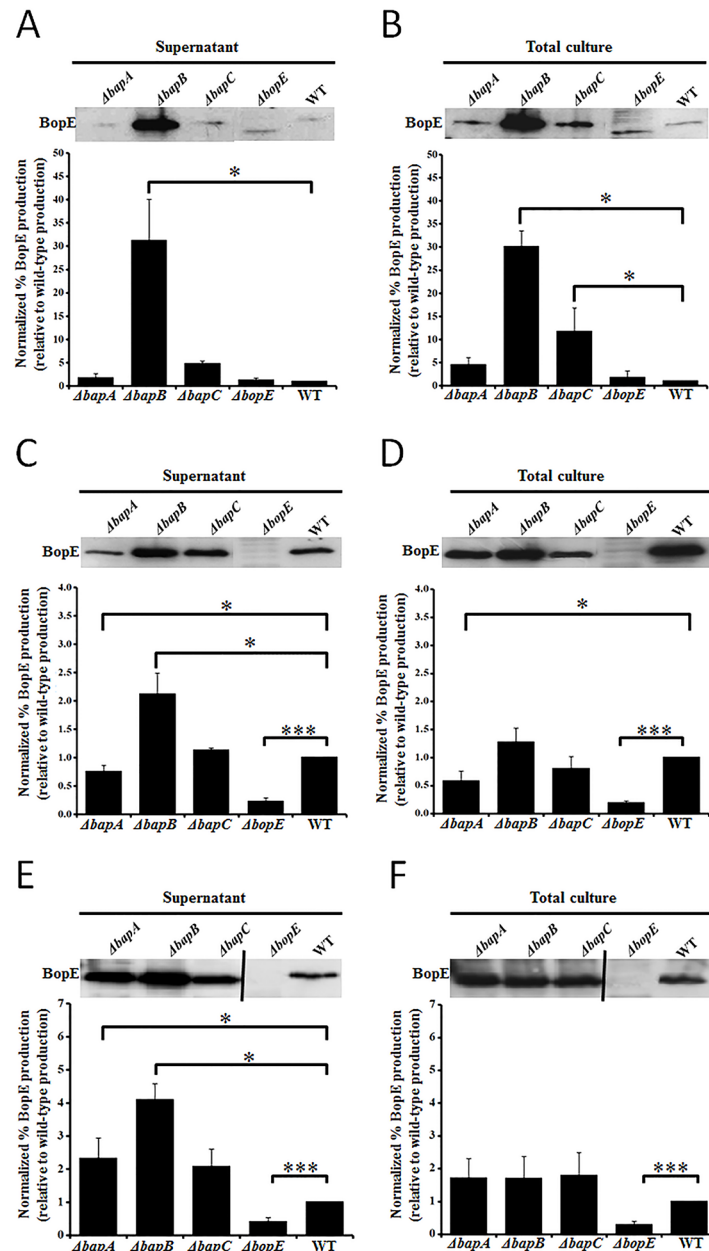 A
Supernatant
ΔbapA ΔbapB ΔbapC ΔbopE WT
BopE
Normalized % BopE production
(relative to wild-type production)
50
45
40
35
30
25
20
15
10
5
0
*
ΔbapA ΔbapB ΔbapC ΔbopE WT
B
Total culture
ΔbapA ΔbapB ΔbapC ΔbopE WT
BopE
Normalized % BopE production
(relative to wild-type production)
50
45
40
35
30
25
20
15
10
5
0
*
*
ΔbapA ΔbapB ΔbapC ΔbopE WT
C
Supernatant
ΔbapA ΔbapB ΔbapC ΔbopE WT
BopE
Normalized % BopE production
(relative to wild-type production)
4.0
3.5
3.0
2.5
2.0
1.5
1.0
0.5
0.0
*
*
***
ΔbapA ΔbapB ΔbapC ΔbopE WT
D
Total culture
ΔbapA ΔbapB ΔbapC ΔbopE WT
BopE
Normalized % BopE production
(relative to wild-type production)
4.0
3.5
3.0
2.5
2.0
1.5
1.0
0.5
0.0
*
***
ΔbapA ΔbapB ΔbapC ΔbopE WT
E
Supernatant
ΔbapA ΔbapB ΔbapC ΔbopE WT
BopE
Normalized % BopE production
(relative to wild-type production)
7
6
5
4
3
2
1
0
*
*
***
ΔbapA ΔbapB ΔbapC ΔbopE WT
F
Total culture
ΔbapA ΔbapB ΔbapC ΔbopE WT
BopE
Normalized % BopE production
(relative to wild-type production)
7
6
5
4
3
2
1
0
***
ΔbapA ΔbapB ΔbapC ΔbopE WT